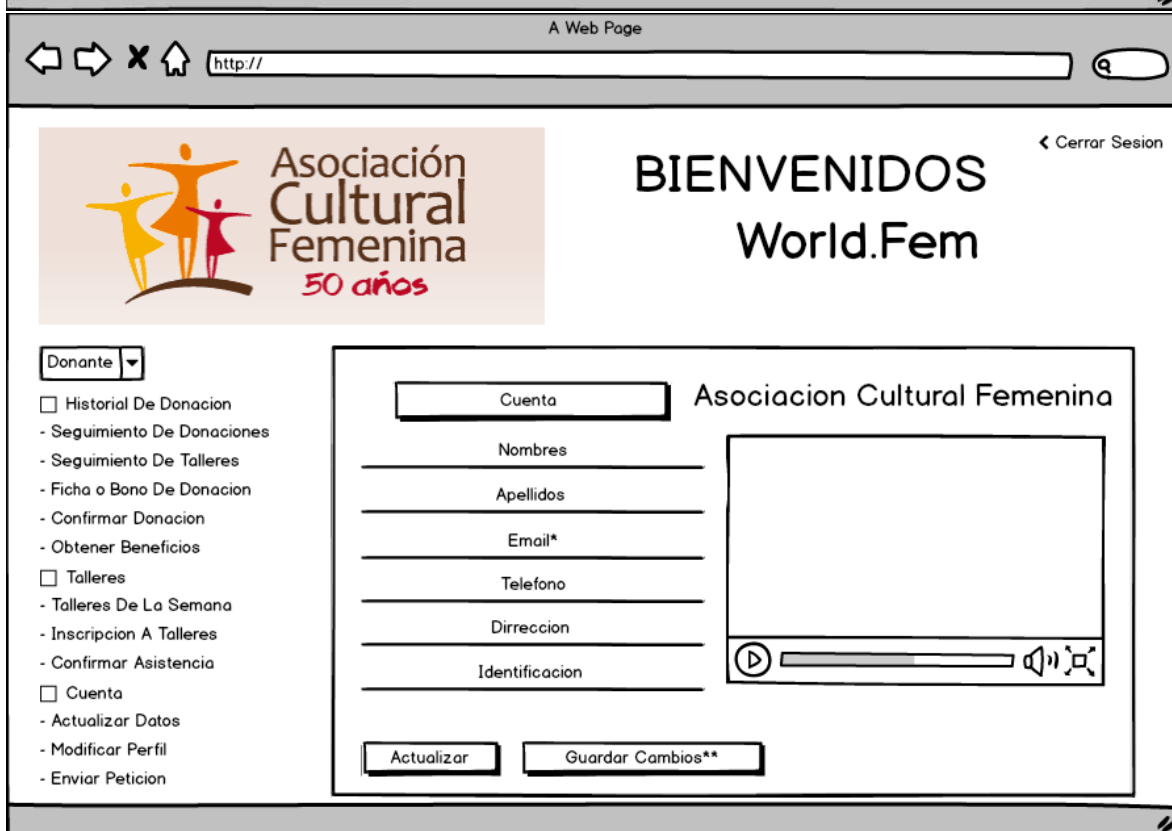 A Web Page
http://
Cerrar Sesion
Asociación
Cultural
Femenina
50 años
BIENVENIDOS
World.Fem
Donante
Historial De Donacion
- Seguimiento De Donaciones
- Seguimiento De Talleres
- Ficha o Bono De Donacion
- Confirmar Donacion
- Obtener Beneficios
Talleres
- Talleres De La Semana
- Inscripcion A Talleres
- Confirmar Asistencia
Cuenta
- Actualizar Datos
- Modificar Perfil
- Enviar Peticion
Cuenta
Nombres
Apellidos
Email*
Telefono
Dirreccion
Identificacion
Actualizar
Guardar Cambios**
Asociacion Cultural Femenina